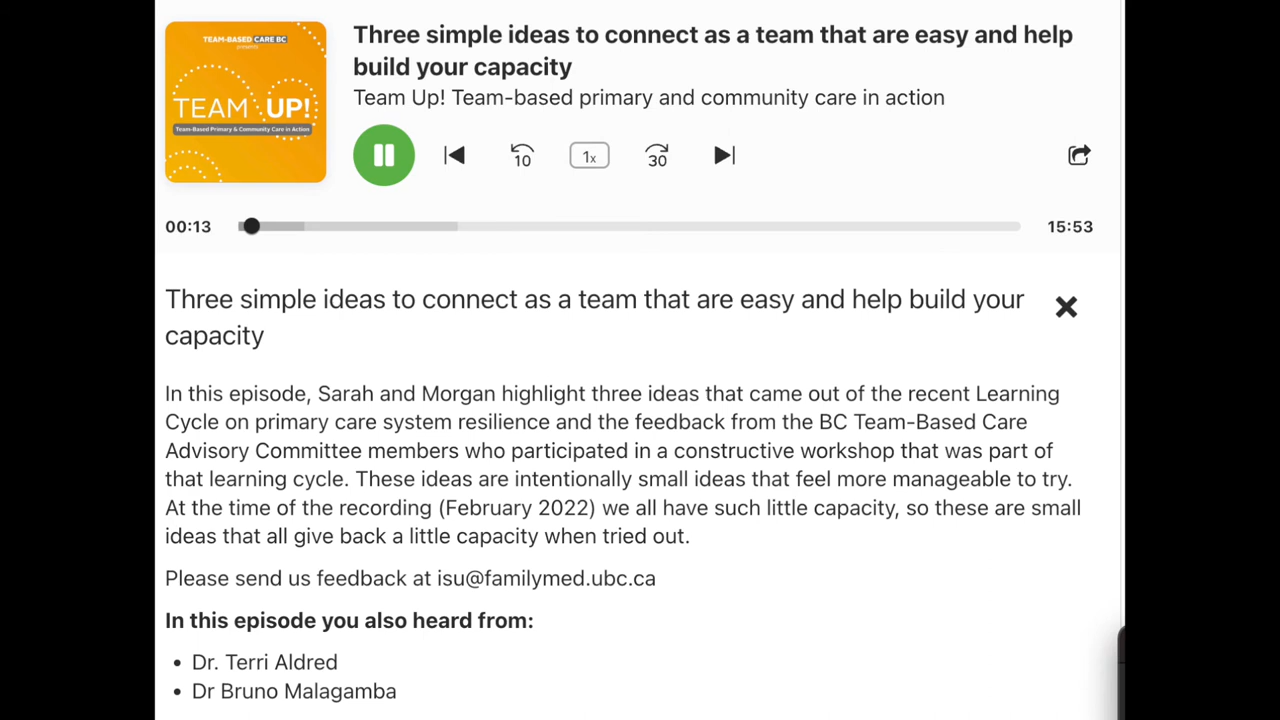 TEAM-BASED CARE BC
presents
TEAM UP!
Team-Based Primary & Community Care in Action
Three simple ideas to connect as a team that are easy and help
build your capacity
Team Up! Team-based primary and community care in action
10
1x
30
00:13
15:53
Three simple ideas to connect as a team that are easy and help build your
capacity
In this episode, Sarah and Morgan highlight three ideas that came out of the recent Learning
Cycle on primary care system resilience and the feedback from the BC Team-Based Care
Advisory Committee members who participated in a constructive workshop that was part of
that learning cycle. These ideas are intentionally small ideas that feel more manageable to try.
At the time of the recording (February 2022) we all have such little capacity, so these are small
ideas that all give back a little capacity when tried out.
Please send us feedback at isu@familymed.ubc.ca
In this episode you also heard from:
• Dr. Terri Aldred
• Dr Bruno Malagamba